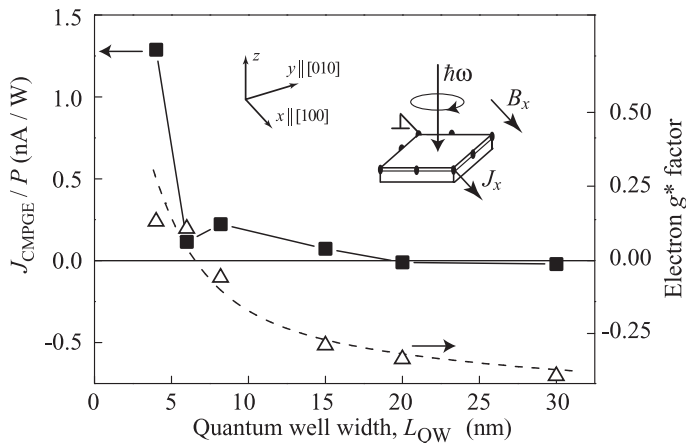 1.5
1.0
0.5
0.0
-0.5
J_CMPGE / P (nA / W)
z
y || [010]
x || [100]
ħω
B_x
J_x
0.50
0.25
0.00
-0.25
Electron g* factor
0 5 10 15 20 25 30
Quantum well width, L_QW (nm)